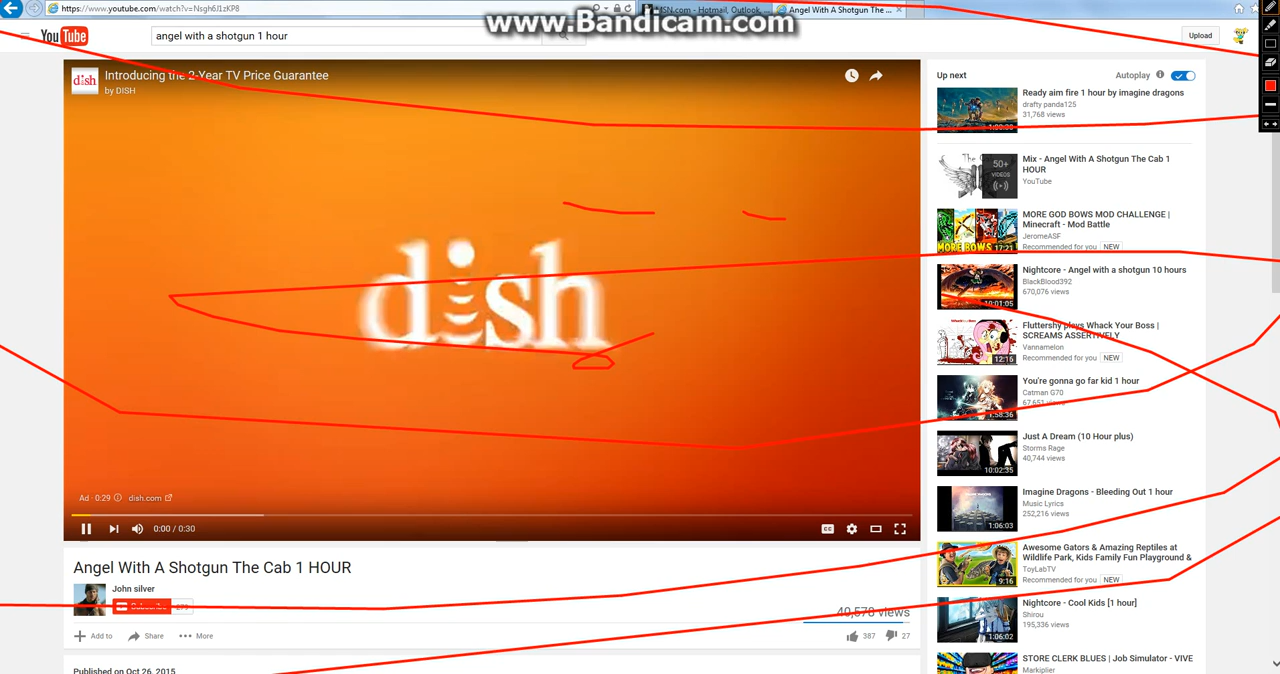 https://www.youtube.com/watch?v=Nsgh6J1zKP8
MSN.com - Hotmail, Outlook,
Angel With A Shotgun The ...
www.Bandicam.com
YouTube
angel with a shotgun 1 hour
Upload
dish
Introducing the 2-Year TV Price Guarantee
by DISH
dish
Ad · 0:29
dish.com
0:00 / 0:30
CC
Angel With A Shotgun The Cab 1 HOUR
John silver
Subscribe
40,570 views
Add to
Share
More
387
27
Published on Oct 26, 2015
Up next
Autoplay
Ready aim fire 1 hour by imagine dragons
drafty panda125
31,768 views
50+
VIDEOS
Mix - Angel With A Shotgun The Cab 1
HOUR
YouTube
MORE BOWS
17:21
MORE GOD BOWS MOD CHALLENGE |
Minecraft - Mod Battle
JeromeASF
Recommended for you NEW
10:01:05
Nightcore - Angel with a shotgun 10 hours
BlackBlood392
670,076 views
12:16
Fluttershy plays Whack Your Boss |
SCREAMS ASSERTIVELY
Vannamelon
Recommended for you NEW
1:58:36
You're gonna go far kid 1 hour
Catman G70
67,651 views
10:02:35
Just A Dream (10 Hour plus)
Storms Rage
40,744 views
1:06:03
Imagine Dragons - Bleeding Out 1 hour
Music Lyrics
252,216 views
9:16
Awesome Gators & Amazing Reptiles at
Wildlife Park, Kids Family Fun Playground &
ToyLabTV
Recommended for you NEW
1:06:02
Nightcore - Cool Kids [1 hour]
Shirou
195,336 views
STORE CLERK BLUES | Job Simulator - VIVE
Markiplier